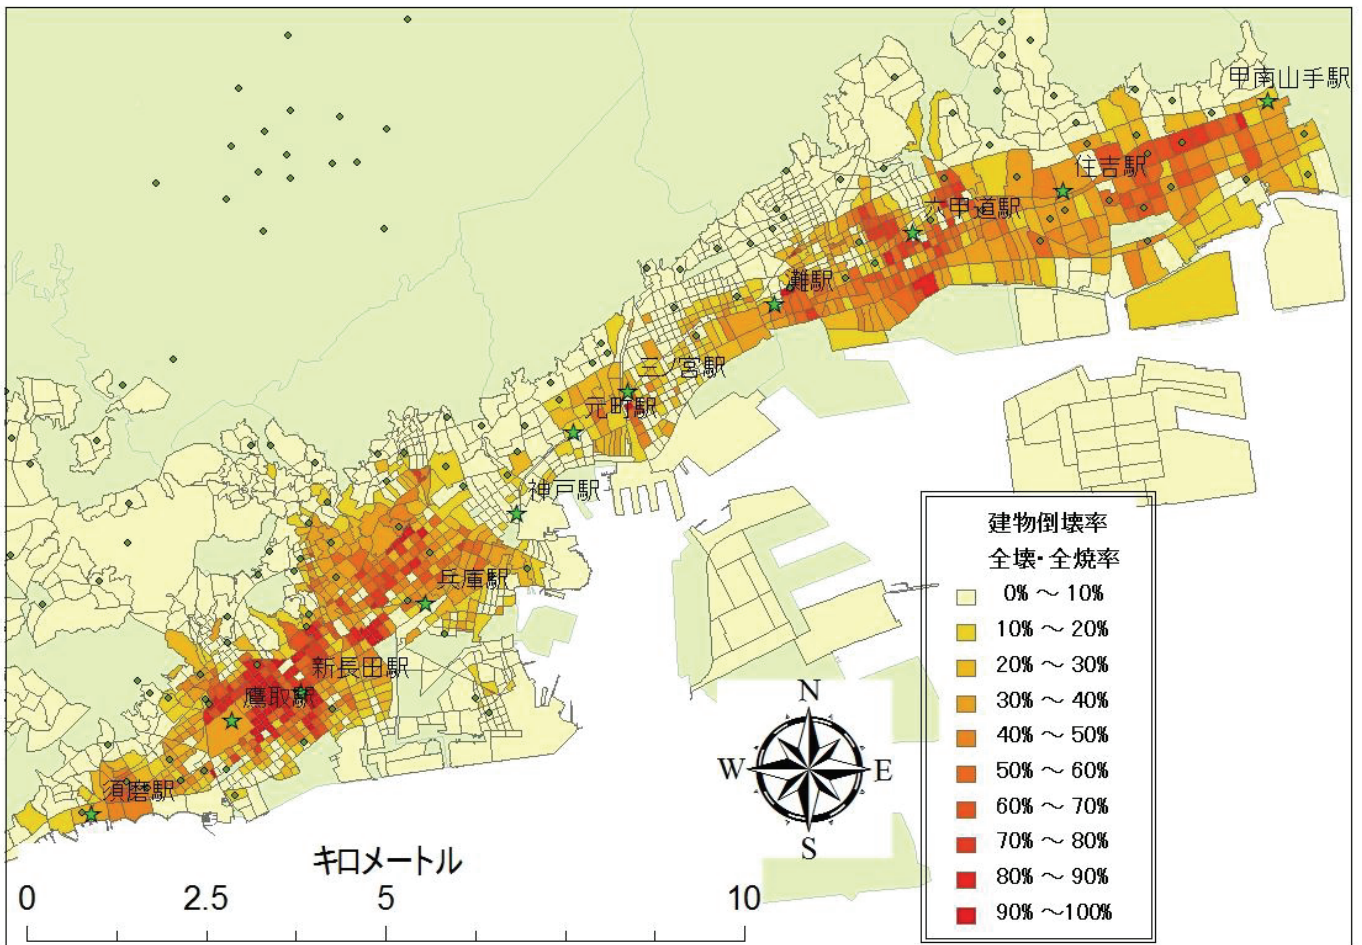 甲南山手駅
住吉駅
六甲道駅
灘駅
三ノ宮駅
元町駅
神戸駅
兵庫駅
新長田駅
鷹取駅
須磨駅
建物倒壊率
全壊・全焼率
0% ～ 10%
10% ～ 20%
20% ～ 30%
30% ～ 40%
40% ～ 50%
50% ～ 60%
60% ～ 70%
70% ～ 80%
80% ～ 90%
90% ～100%
N
W E
S
キロメートル
0 2.5 5 10